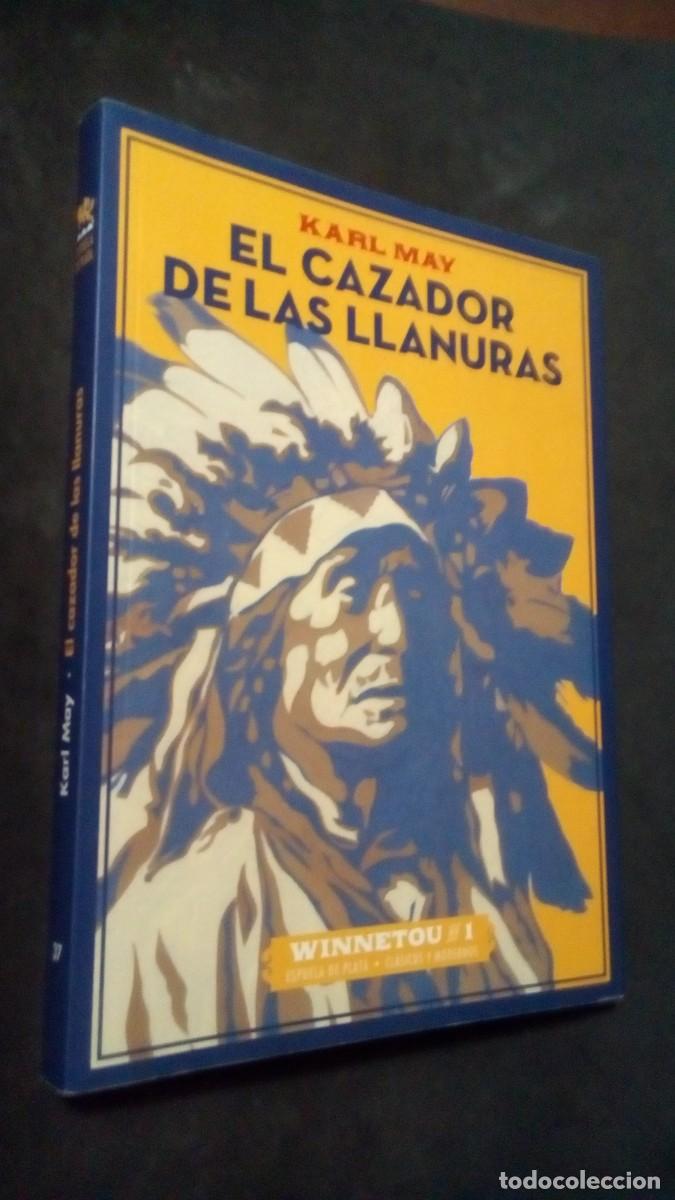 KARL MAY
EL CAZADOR
DE LAS LLANURAS
WINNETOU # 1
ESPUELA DE PLATA • CLÁSICOS Y MODERNOS
Karl May · El cazador de las llanuras
37
todocoleccion